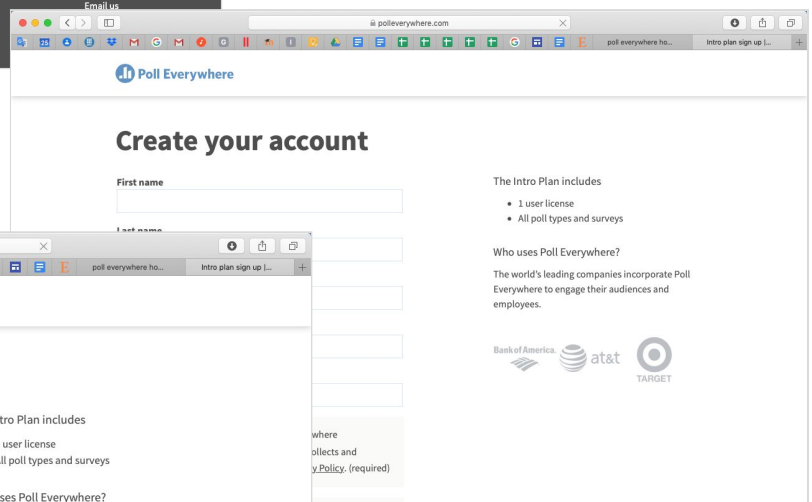 Email us
polleverywhere.com
poll everywhere ho...
Intro plan sign up |...
Poll Everywhere
Create your account
First name
Last name
The Intro Plan includes
• 1 user license
• All poll types and surveys
Who uses Poll Everywhere?
The world's leading companies incorporate Poll
Everywhere to engage their audiences and
employees.
Bank of America.
at&t
TARGET
where
ollects and
y Policy. (required)
poll everywhere ho...
Intro plan sign up |...
tro Plan includes
user license
ll poll types and surveys
ses Poll Everywhere?